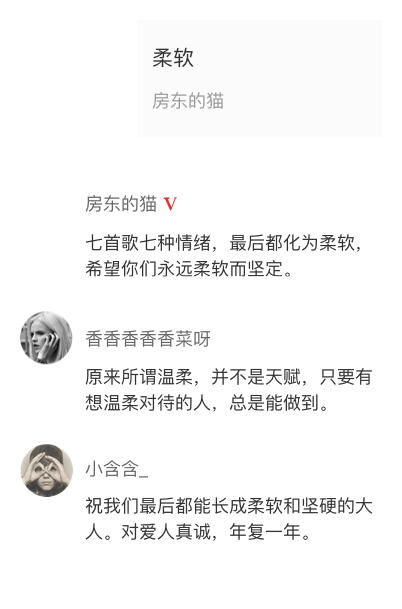 柔软
房东的猫
房东的猫 V
七首歌七种情绪，最后都化为柔软，
希望你们永远柔软而坚定。
香香香香香菜呀
原来所谓温柔，并不是天赋，只要有
想温柔对待的人，总是能做到。
小含含_
祝我们最后都能长成柔软和坚硬的大
人。对爱人真诚，年复一年。